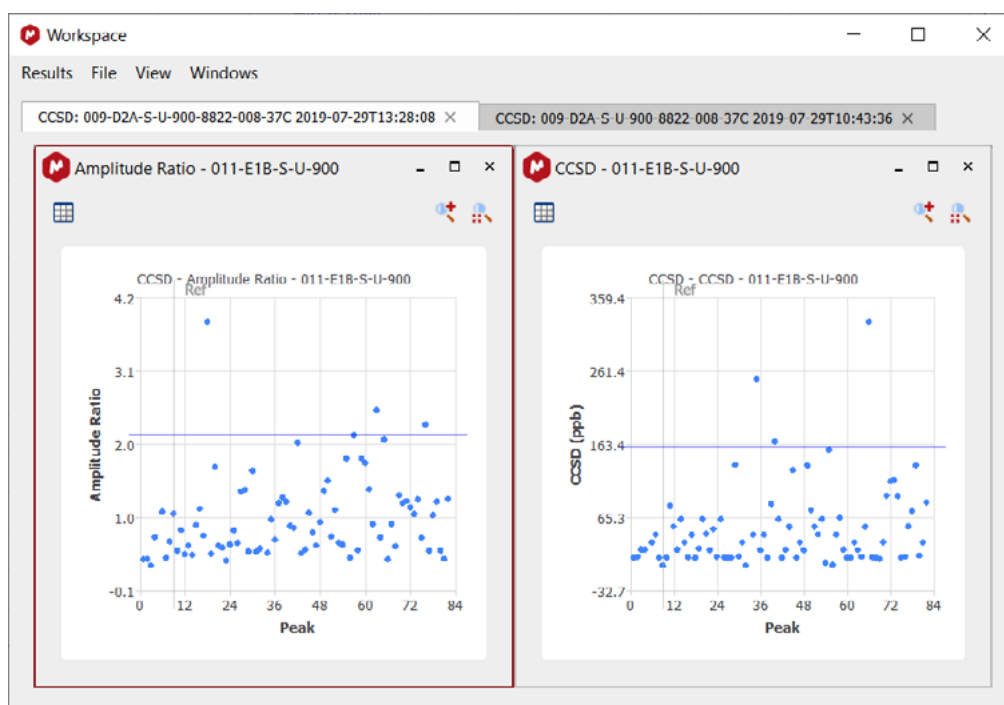 Workspace
Results File View Windows
CCSD: 009-D2A-S-U-900-8822-008-37C 2019-07-29T13:28:08
CCSD: 009-D2A-S-U-900-8822-008-37C 2019-07-29T10:43:36
Amplitude Ratio - 011-E1B-S-U-900
CCSD - Amplitude Ratio - 011-E1B-S-U-900
Ref
4.2
3.1
2.0
1.0
-0.1
Amplitude Ratio
0 12 24 36 48 60 72 84
Peak
CCSD - 011-E1B-S-U-900
CCSD - CCSD - 011-E1B-S-U-900
Ref
359.4
261.4
163.4
65.3
-32.7
CCSD (ppb)
0 12 24 36 48 60 72 84
Peak